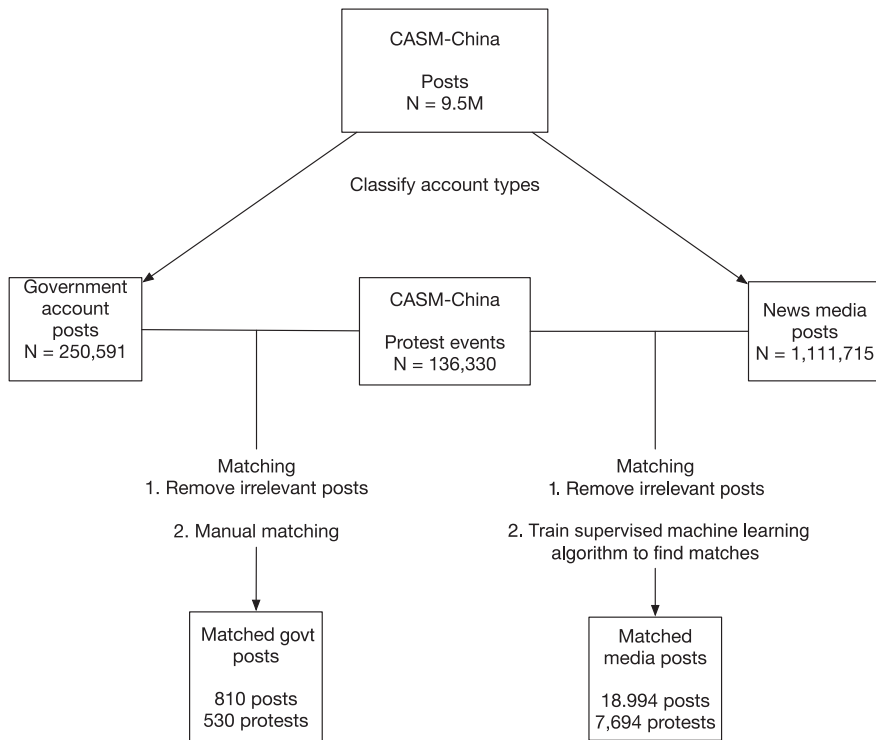 CASM-China
Posts
N = 9.5M
Classify account types
Government
account
posts
N = 250,591
CASM-China
Protest events
N = 136,330
News media
posts
N = 1,111,715
Matching
1. Remove irrelevant posts
2. Manual matching
Matching
1. Remove irrelevant posts
2. Train supervised machine learning
algorithm to find matches
Matched govt
posts
810 posts
530 protests
Matched
media posts
18.994 posts
7,694 protests